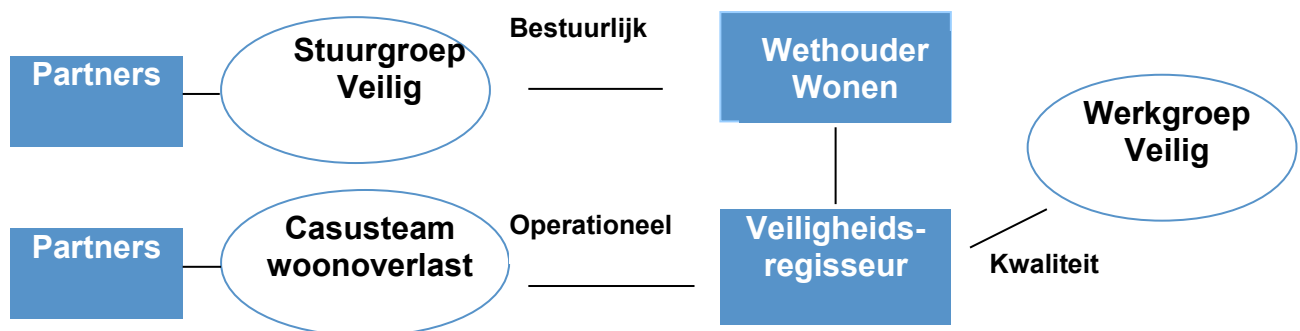 Partners
Stuurgroep
Veilig
Bestuurlijk
Wethouder
Wonen
Werkgroep
Veilig
Partners
Casusteam
woonoverlast
Operationeel
Veiligheids-
regisseur
Kwaliteit